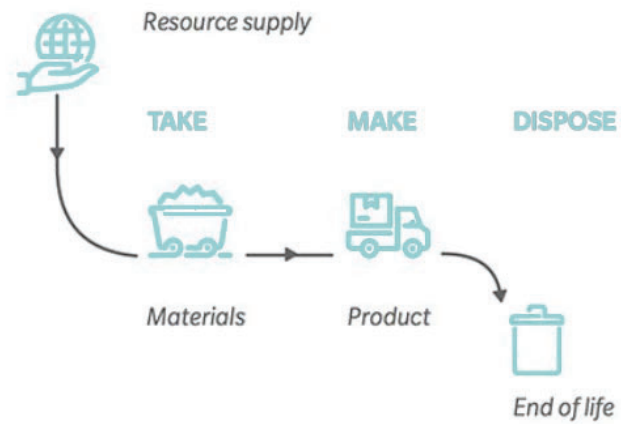 Resource supply
TAKE
MAKE
DISPOSE
Materials
Product
End of life